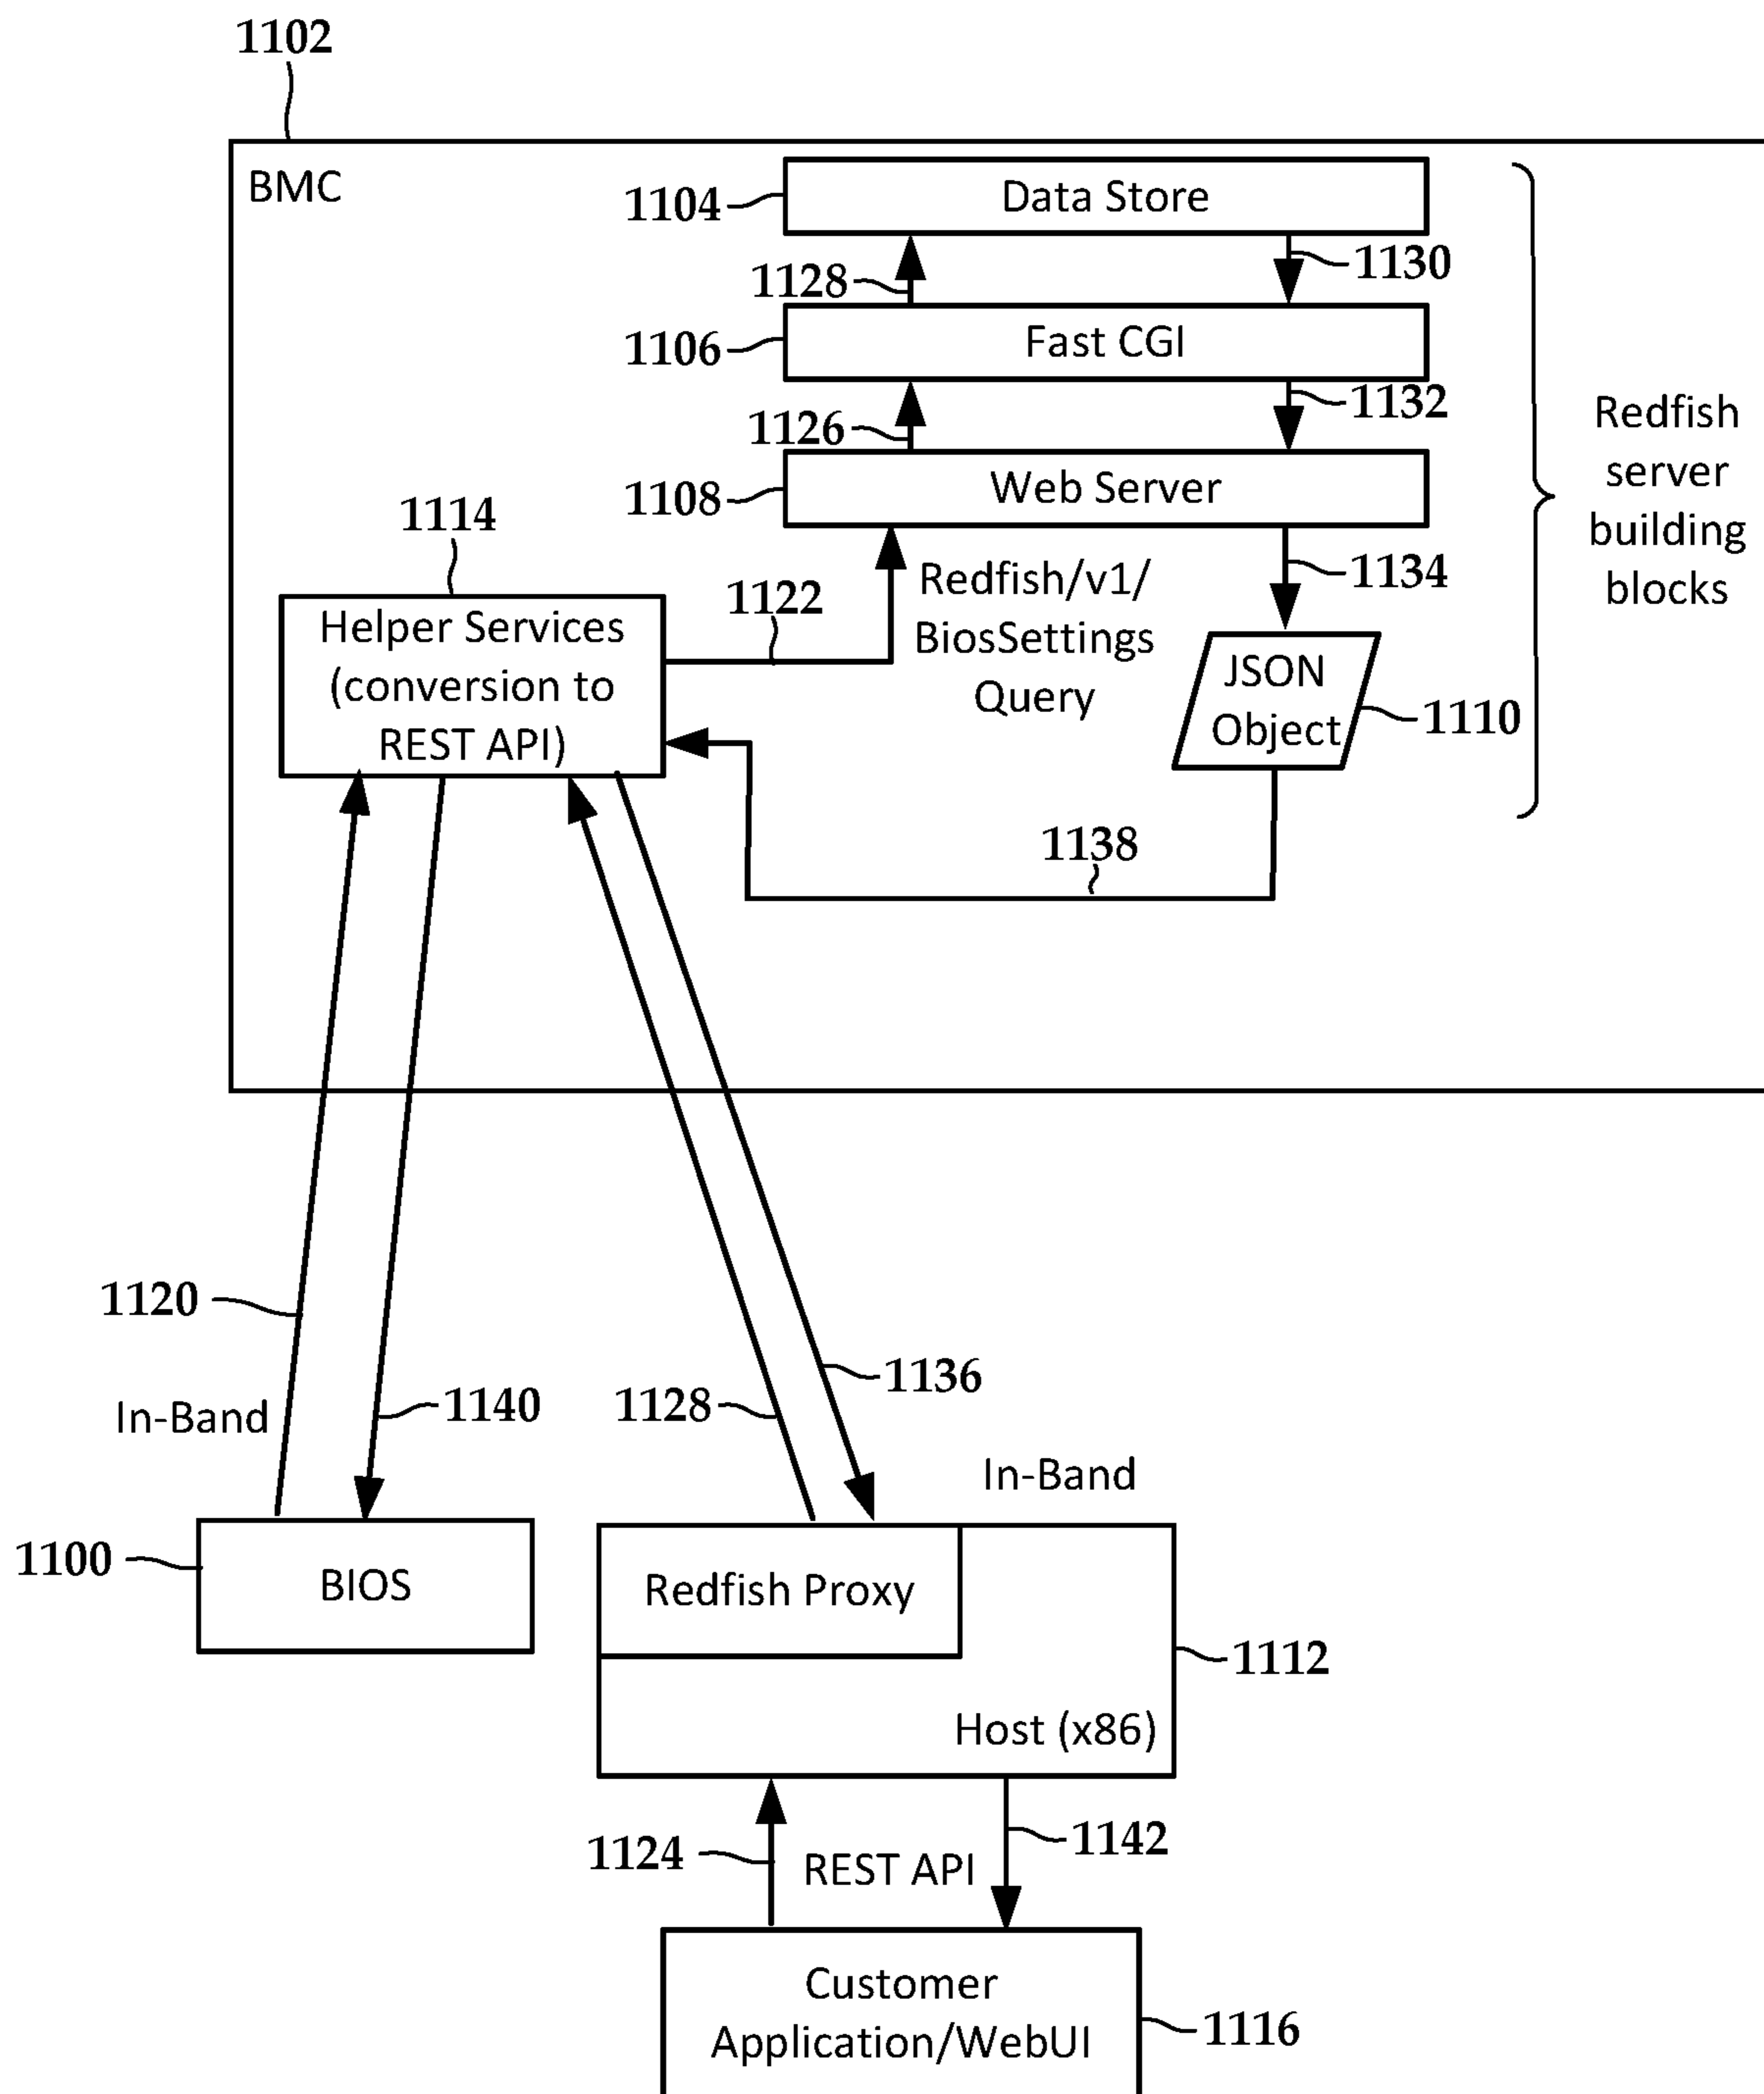 1102
BMC
1104
Data Store
1128
1130
1106
Fast CGI
1126
1132
Redfish
server
building
blocks
1108
Web Server
1114
Helper Services
(conversion to
REST API)
1122
Redfish/v1/
BiosSettings
Query
1134
JSON
Object
1110
1138
1120
In-Band
1140
1128
1136
In-Band
1100
BIOS
Redfish Proxy
1112
Host (x86)
1124
REST API
1142
Customer
Application/WebUI
1116